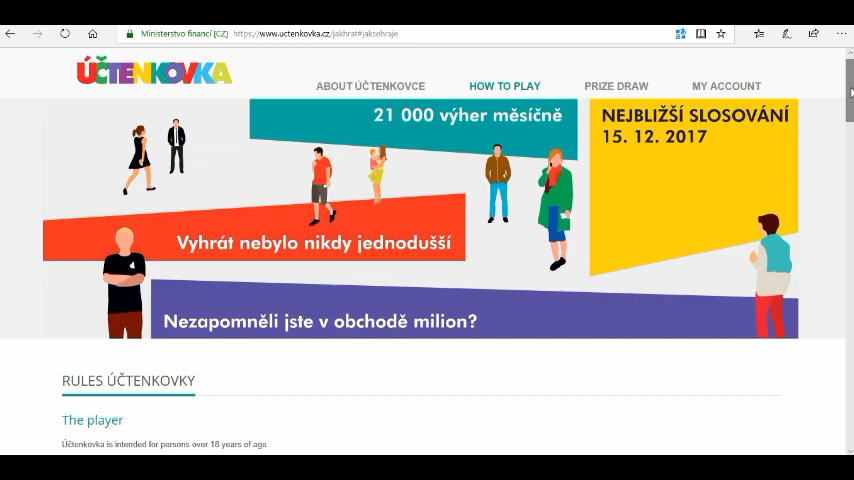 Ministerstvo financí [CZ] https://www.uctenkovka.cz/jakhrat#jaksehraje
ÚČTENKOVKA
ABOUT ÚČTENKOVCE HOW TO PLAY PRIZE DRAW MY ACCOUNT
21 000 výher měsíčně
NEJBLIŽŠÍ SLOSOVÁNÍ
15. 12. 2017
Vyhrát nebylo nikdy jednodušší
Nezapomněli jste v obchodě milion?
RULES ÚČTENKOVKY
The player
Účtenkovka is intended for persons over 18 years of age.